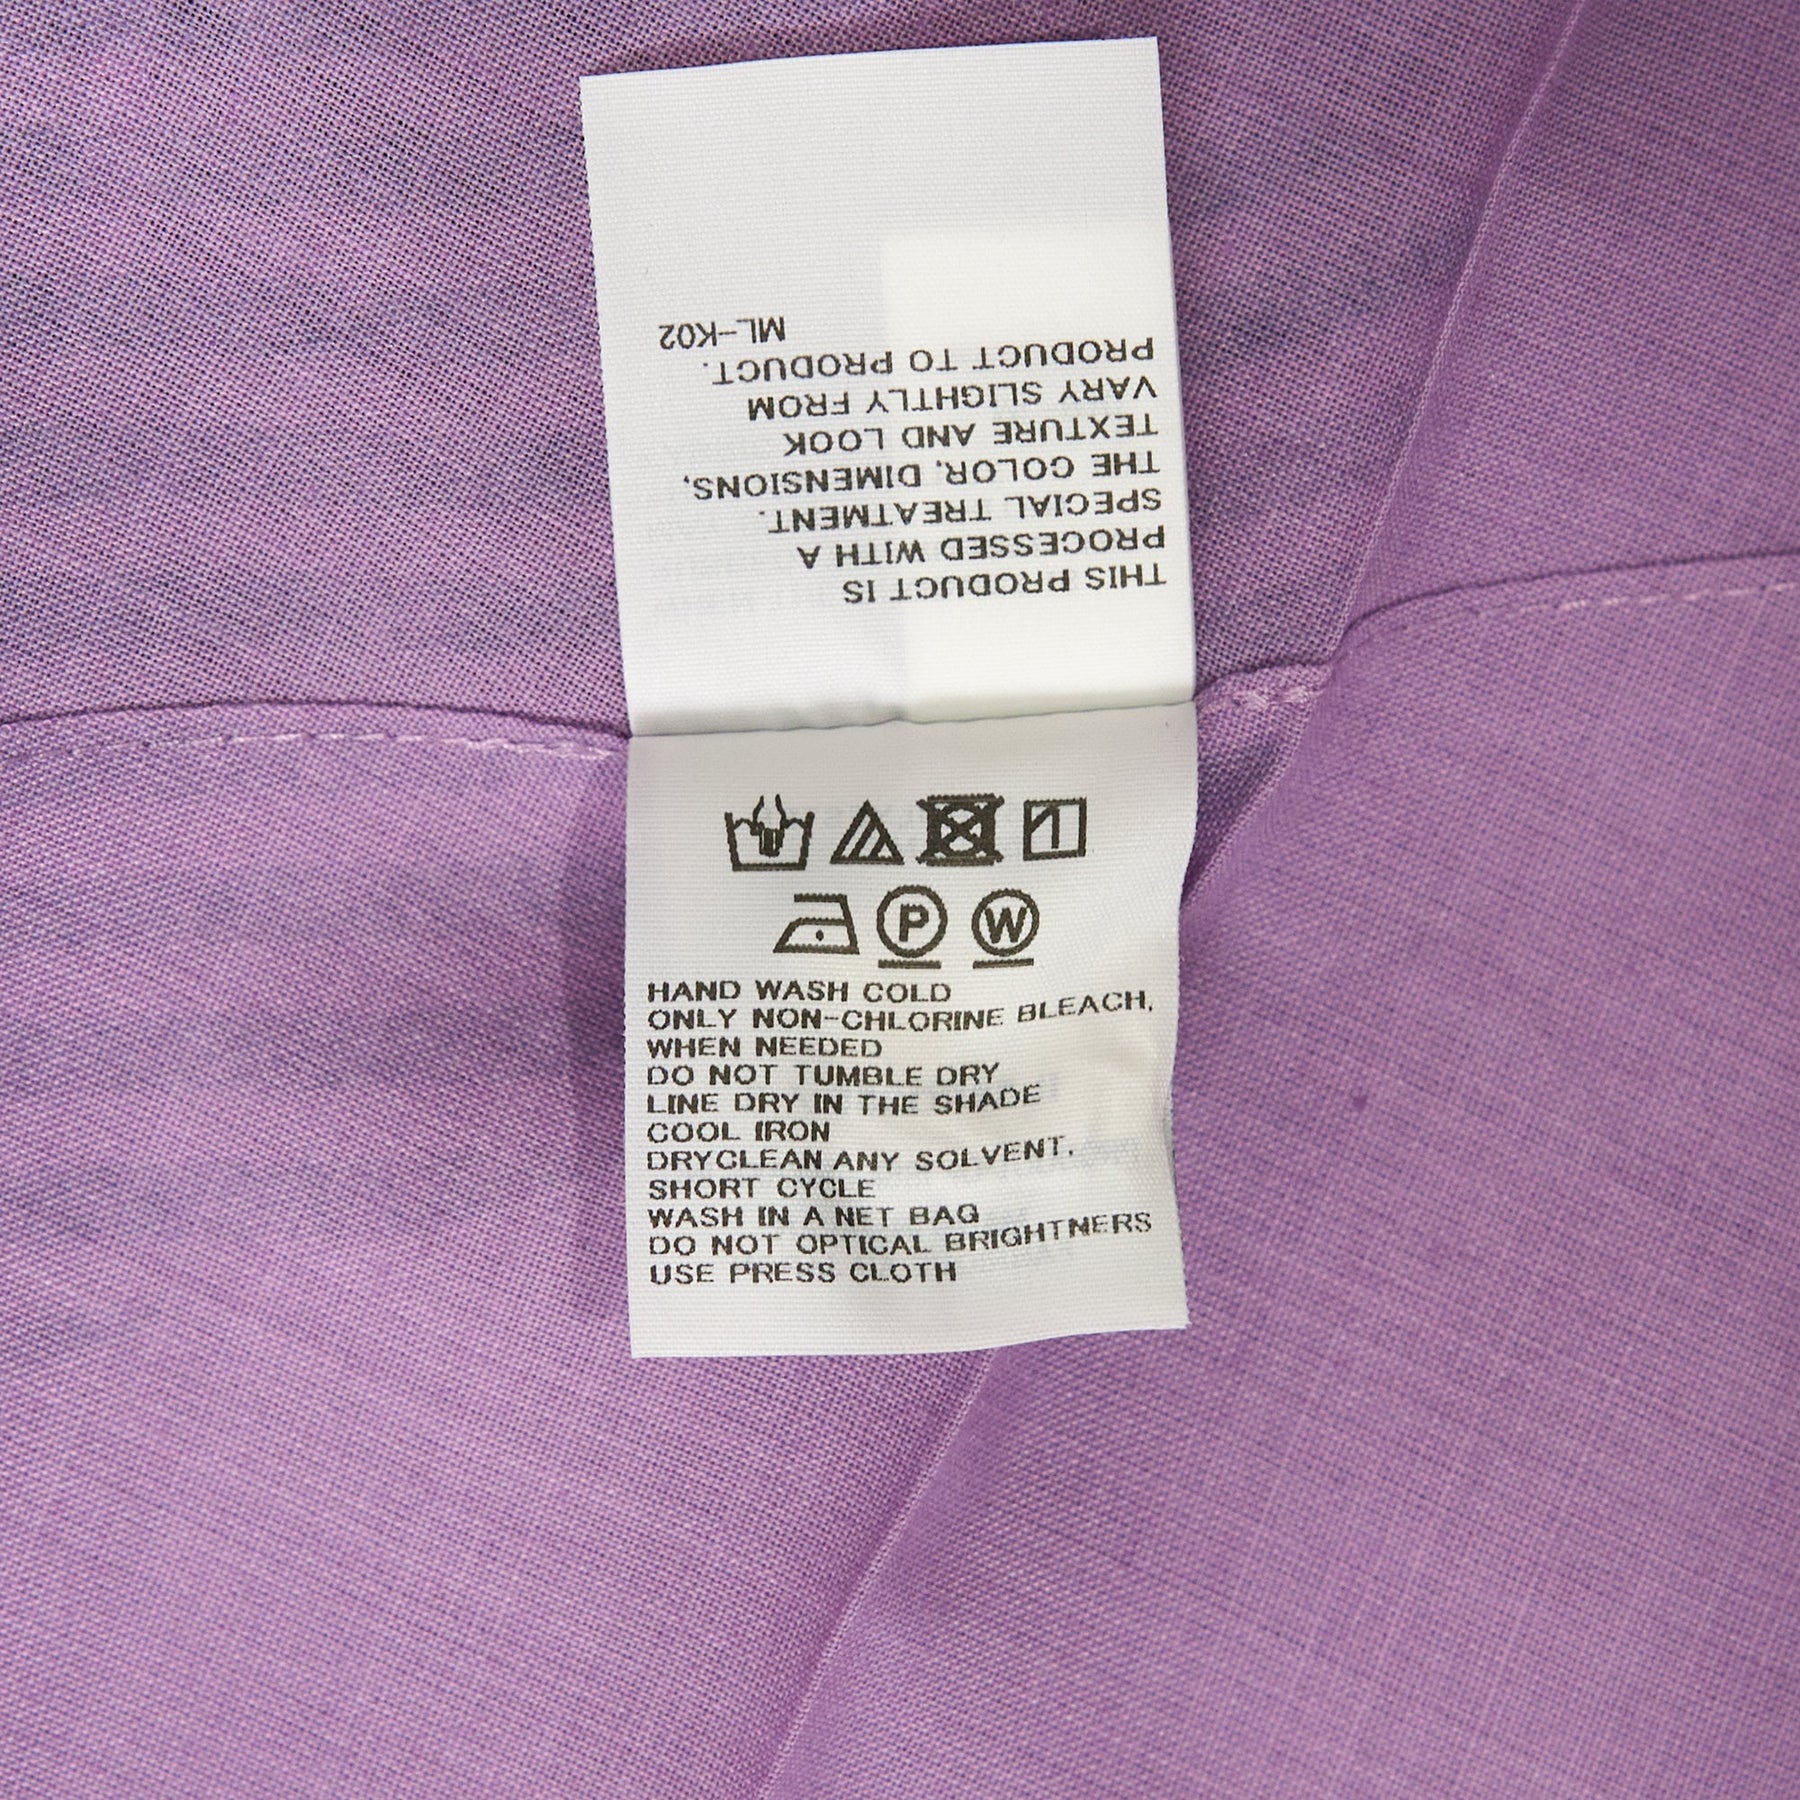 THIS PRODUCT IS
PROCESSED WITH A
SPECIAL TREATMENT.
THE COLOR, DIMENSIONS,
TEXTURE AND LOOK
VARY SLIGHTLY FROM
PRODUCT TO PRODUCT.
ML-K02
P W
HAND WASH COLD
ONLY NON-CHLORINE BLEACH,
WHEN NEEDED
DO NOT TUMBLE DRY
LINE DRY IN THE SHADE
COOL IRON
DRYCLEAN ANY SOLVENT,
SHORT CYCLE
WASH IN A NET BAG
DO NOT OPTICAL BRIGHTNERS
USE PRESS CLOTH